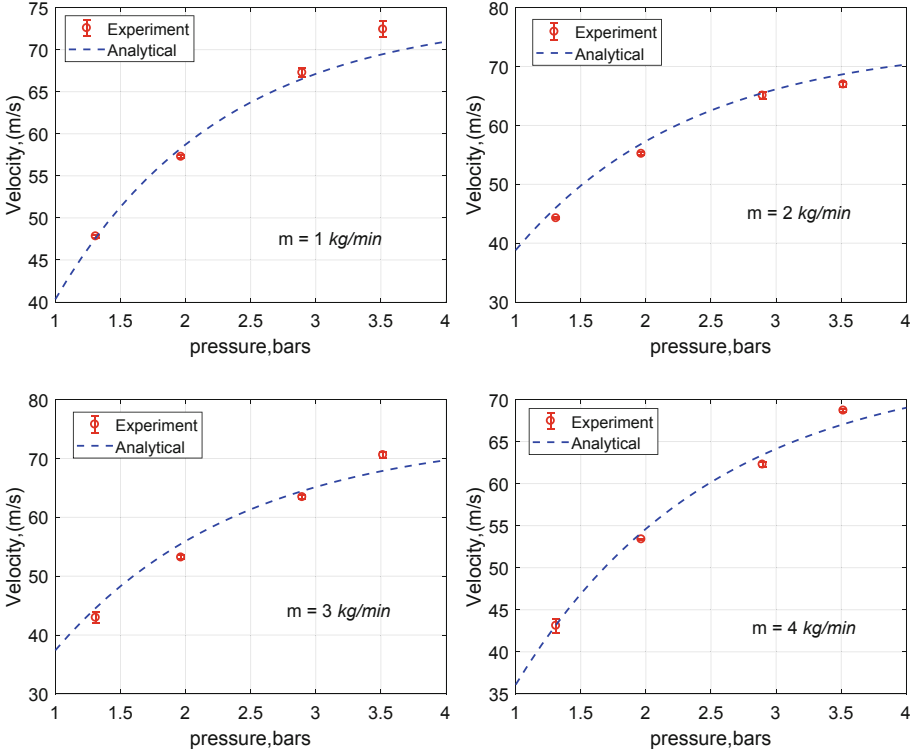 75
70
65
60
55
50
45
40
Velocity,(m/s)
Experiment
Analytical
m = 1 kg/min
1 1.5 2 2.5 3 3.5 4
pressure,bars
80
70
60
50
40
30
Velocity,(m/s)
Experiment
Analytical
m = 2 kg/min
1 1.5 2 2.5 3 3.5 4
pressure,bars
80
70
60
50
40
30
Velocity,(m/s)
Experiment
Analytical
m = 3 kg/min
1 1.5 2 2.5 3 3.5 4
pressure,bars
70
65
60
55
50
45
40
35
Velocity,(m/s)
Experiment
Analytical
m = 4 kg/min
1 1.5 2 2.5 3 3.5 4
pressure,bars